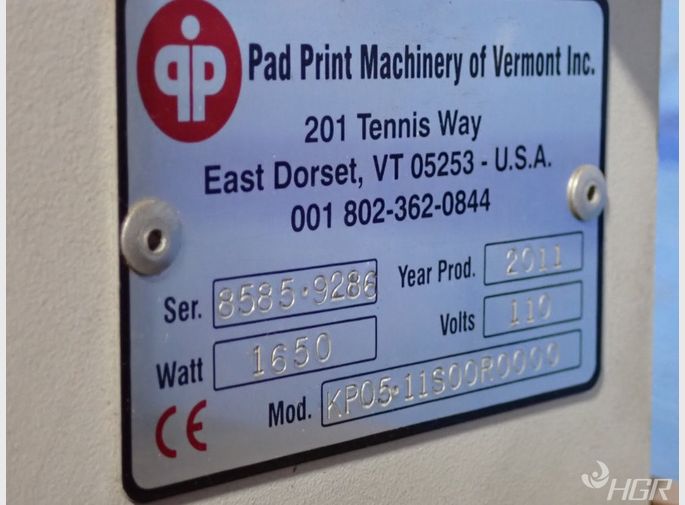 Pad Print Machinery of Vermont Inc.
201 Tennis Way
East Dorset, VT 05253 - U.S.A.
001 802-362-0844
Ser. 8585•9286 Year Prod. 2011
Watt 1650 Volts 110
CE Mod. KP05•11S00R0000
HGR